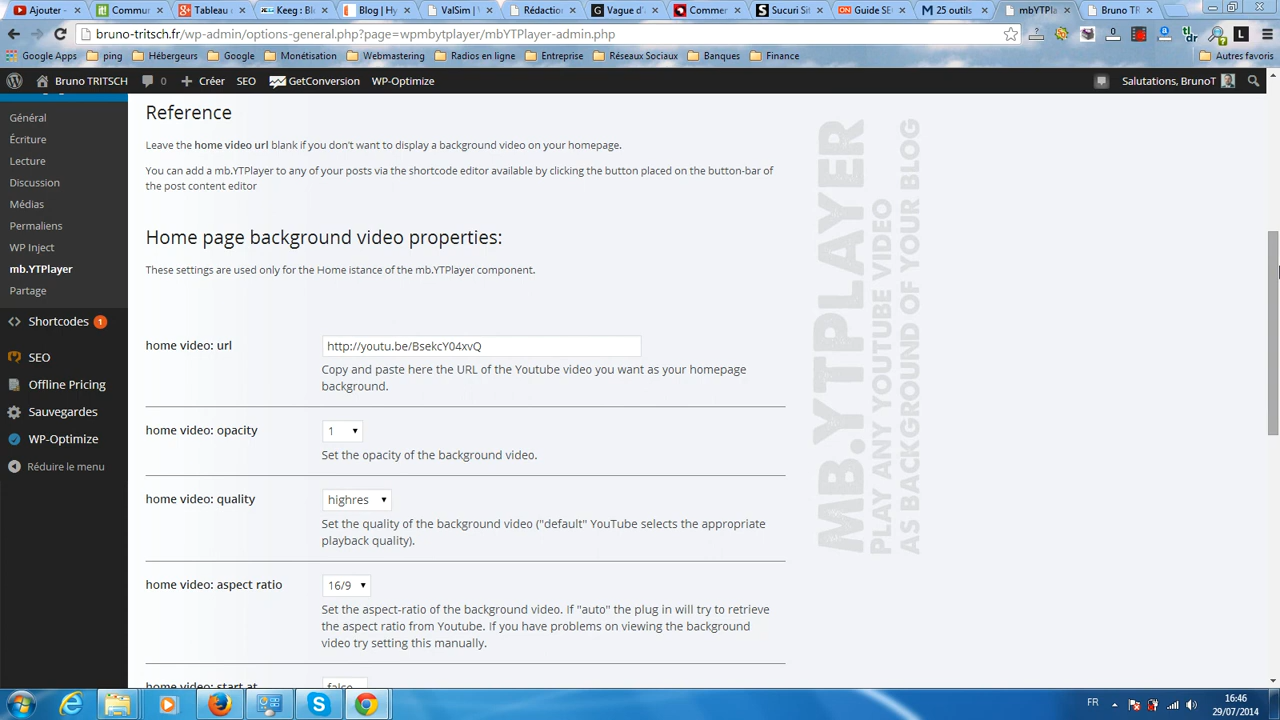 Ajouter -
Commun
Tableau
Keeg : Bl
Blog | Hy
ValSim | \
Rédaction
Vague d'
Commer
Sucuri Sit
Guide SE
25 outils
mbYTPla
Bruno TR
bruno-tritsch.fr/wp-admin/options-general.php?page=wpmbytplayer/mbYTPlayer-admin.php
Google Apps ping Hébergeurs Google Monétisation Webmastering Radios en ligne Entreprise Réseaux Sociaux Banques Finance Autres favoris
Bruno TRITSCH 0 Créer SEO GetConversion WP-Optimize Salutations, BrunoT
Général
Écriture
Lecture
Discussion
Médias
Permaliens
WP Inject
mb.YTPlayer
Partage
Shortcodes 1
SEO
Offline Pricing
Sauvegardes
WP-Optimize
Réduire le menu
Reference
Leave the home video url blank if you don't want to display a background video on your homepage.
You can add a mb.YTPlayer to any of your posts via the shortcode editor available by clicking the button placed on the button-bar of
the post content editor
Home page background video properties:
These settings are used only for the Home istance of the mb.YTPlayer component.
home video: url http://youtu.be/BsekcY04xvQ
Copy and paste here the URL of the Youtube video you want as your homepage
background.
home video: opacity 1
Set the opacity of the background video.
home video: quality highres
Set the quality of the background video ("default" YouTube selects the appropriate
playback quality).
home video: aspect ratio 16/9
Set the aspect-ratio of the background video. If "auto" the plug in will try to retrieve
the aspect ratio from Youtube. If you have problems on viewing the background
video try setting this manually.
home video: start at false
MB.YTPLAYER
PLAY ANY YOUTUBE VIDEO
AS BACKGROUND OF YOUR BLOG
FR
16:46
29/07/2014